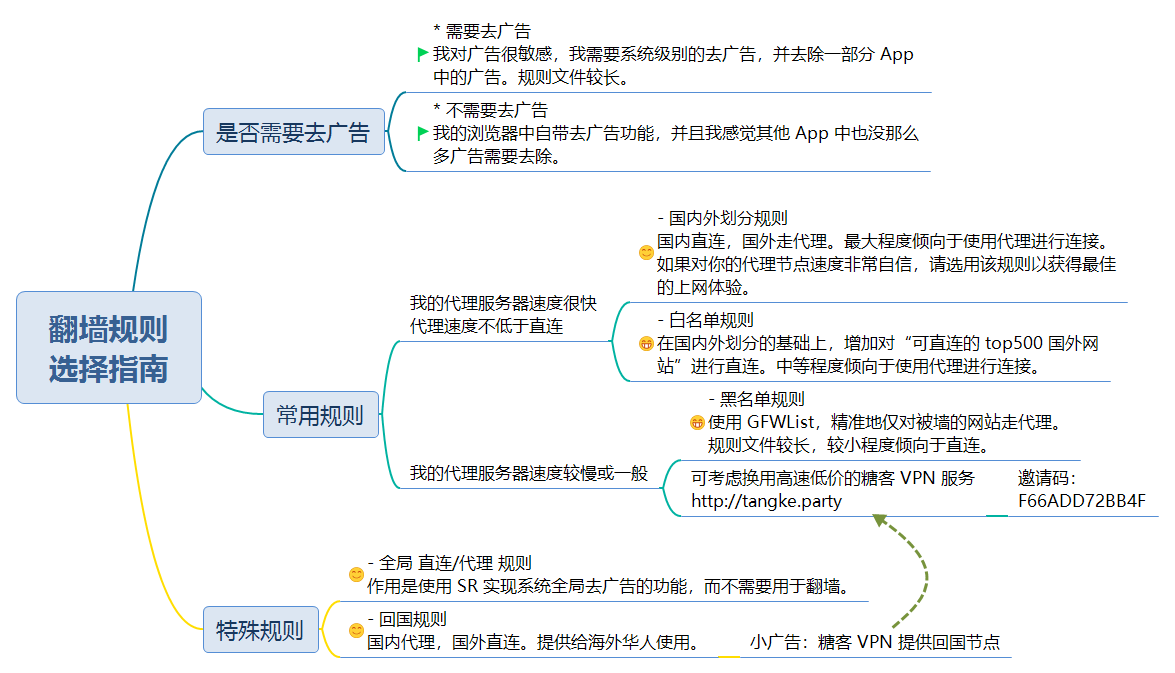 翻墙规则
选择指南
是否需要去广告
* 需要去广告
我对广告很敏感，我需要系统级别的去广告，并去除一部分 App
中的广告。规则文件较长。
* 不需要去广告
我的浏览器中自带去广告功能，并且我感觉其他 App 中也没那么
多广告需要去除。
常用规则
我的代理服务器速度很快
代理速度不低于直连
- 国内外划分规则
国内直连，国外走代理。最大程度倾向于使用代理进行连接。
如果对你的代理节点速度非常自信，请选用该规则以获得最佳
的上网体验。
- 白名单规则
在国内外划分的基础上，增加对“可直连的 top500 国外网
站”进行直连。中等程度倾向于使用代理进行连接。
我的代理服务器速度较慢或一般
- 黑名单规则
使用 GFWList，精准地仅对被墙的网站走代理。
规则文件较长，较小程度倾向于直连。
可考虑换用高速低价的糖客 VPN 服务
http://tangke.party
邀请码：
F66ADD72BB4F
特殊规则
- 全局 直连/代理 规则
作用是使用 SR 实现系统全局去广告的功能，而不需要用于翻墙。
- 回国规则
国内代理，国外直连。提供给海外华人使用。
小广告：糖客 VPN 提供回国节点